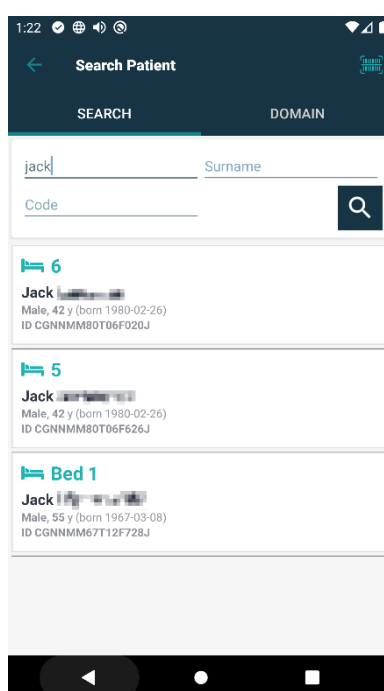 1:22
Search Patient
SEARCH DOMAIN
jack Surname
Code
6
Jack
Male, 42 y (born 1980-02-26)
ID CGNNMM80T06F020J
5
Jack
Male, 42 y (born 1980-02-26)
ID CGNNMM80T06F626J
Bed 1
Jack
Male, 55 y (born 1967-03-08)
ID CGNNMM67T12F728J